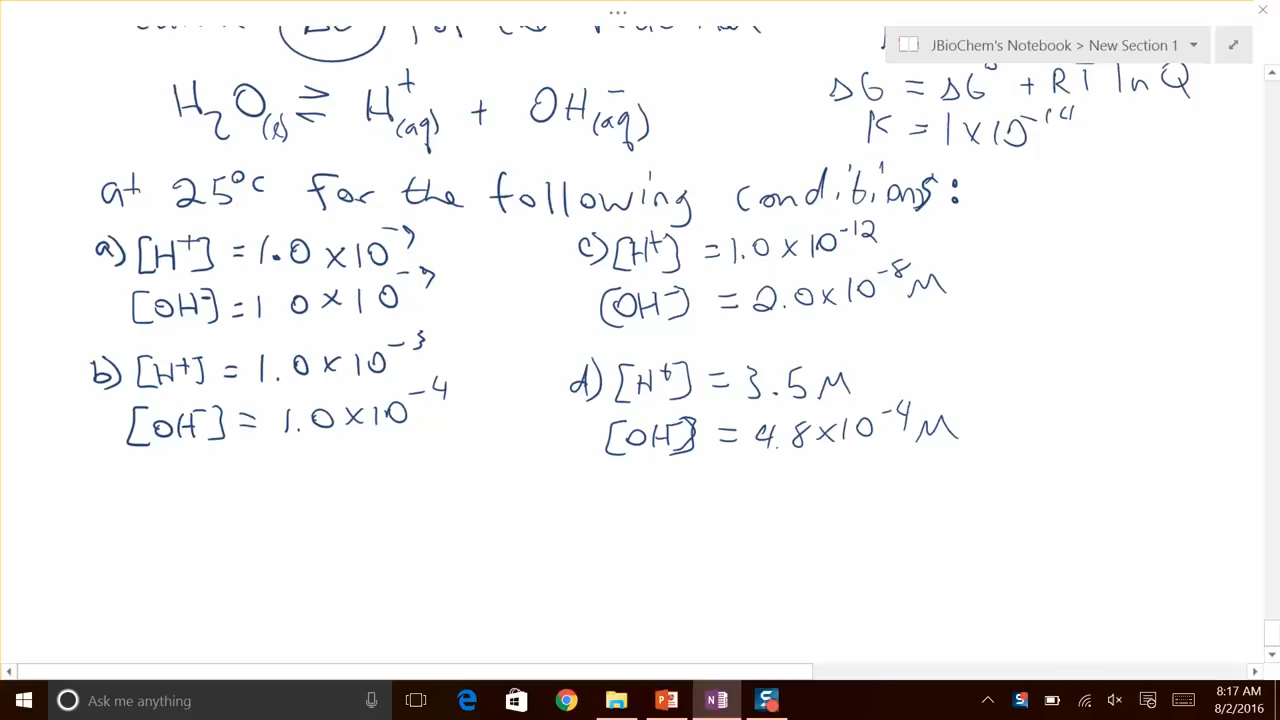 JBioChem's Notebook > New Section 1
H₂O(l) ⇌ H⁺(aq) + OH⁻(aq)
ΔG = ΔG° + RT ln Q
K = 1 x 10⁻¹⁴
at 25°C for the following conditions:
a) [H⁺] = 1.0 x 10⁻⁷
[OH⁻] = 1 0 x 10⁻⁷
b) [H⁺] = 1.0 x 10⁻³
[OH⁻] = 1.0 x 10⁻⁴
c) [H⁺] = 1.0 x 10⁻¹²
[OH⁻] = 2.0 x 10⁻⁸ M
d) [H⁺] = 3.5 M
[OH⁻] = 4.8 x 10⁻⁴ M
Ask me anything
8:17 AM
8/2/2016